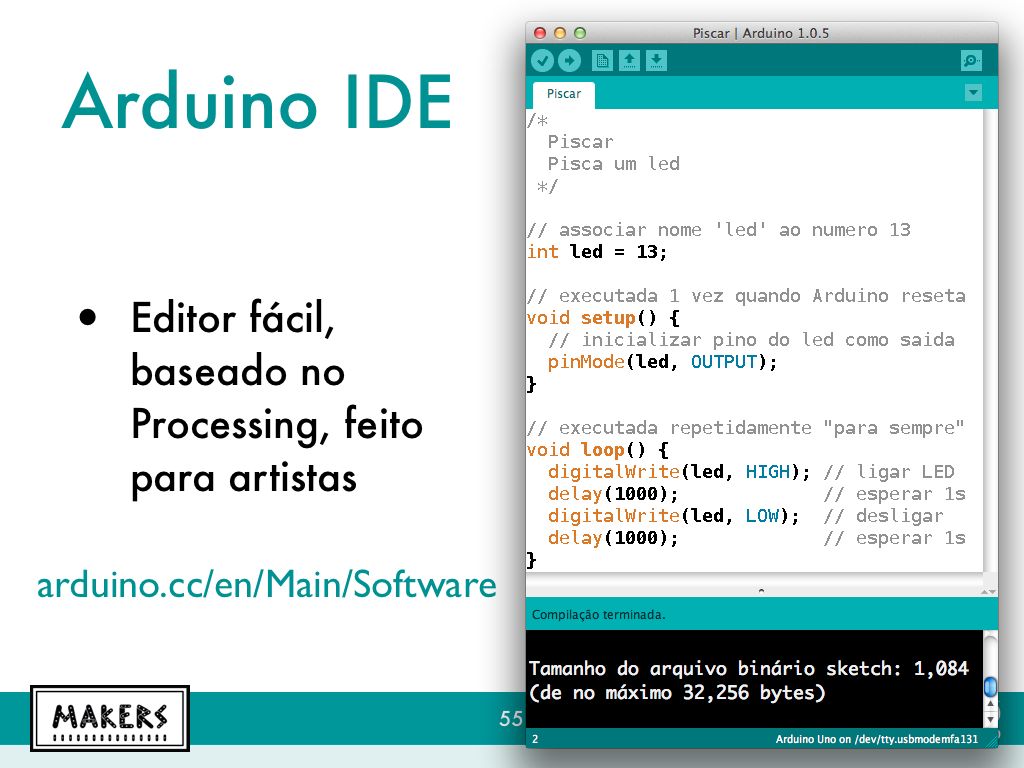 Arduino IDE
• Editor fácil,
baseado no
Processing, feito
para artistas
arduino.cc/en/Main/Software
MAKERS
55
Piscar | Arduino 1.0.5
Piscar
/*
  Piscar
  Pisca um led
 */

// associar nome 'led' ao numero 13
int led = 13;

// executada 1 vez quando Arduino reseta
void setup() {
  // inicializar pino do led como saida
  pinMode(led, OUTPUT);
}

// executada repetidamente "para sempre"
void loop() {
  digitalWrite(led, HIGH); // ligar LED
  delay(1000);             // esperar 1s
  digitalWrite(led, LOW);  // desligar
  delay(1000);             // esperar 1s
}
Compilação terminada.
Tamanho do arquivo binário sketch: 1,084
(de no máximo 32,256 bytes)
2
Arduino Uno on /dev/tty.usbmodemfa131